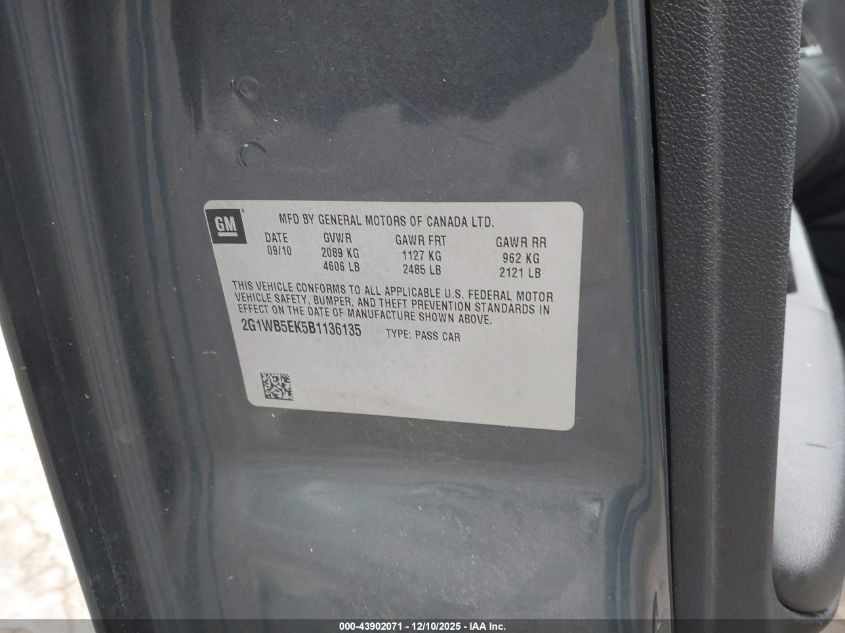 GM
MFD BY GENERAL MOTORS OF CANADA LTD.
DATE GVWR GAWR FRT GAWR RR
09/10 2089 KG 1127 KG 962 KG
4606 LB 2485 LB 2121 LB
THIS VEHICLE CONFORMS TO ALL APPLICABLE U.S. FEDERAL MOTOR
VEHICLE SAFETY, BUMPER, AND THEFT PREVENTION STANDARDS IN
EFFECT ON THE DATE OF MANUFACTURE SHOWN ABOVE.
2G1WB5EK5B1136135 TYPE: PASS CAR
000-43902071 — 12/10/2025 — IAA Inc.